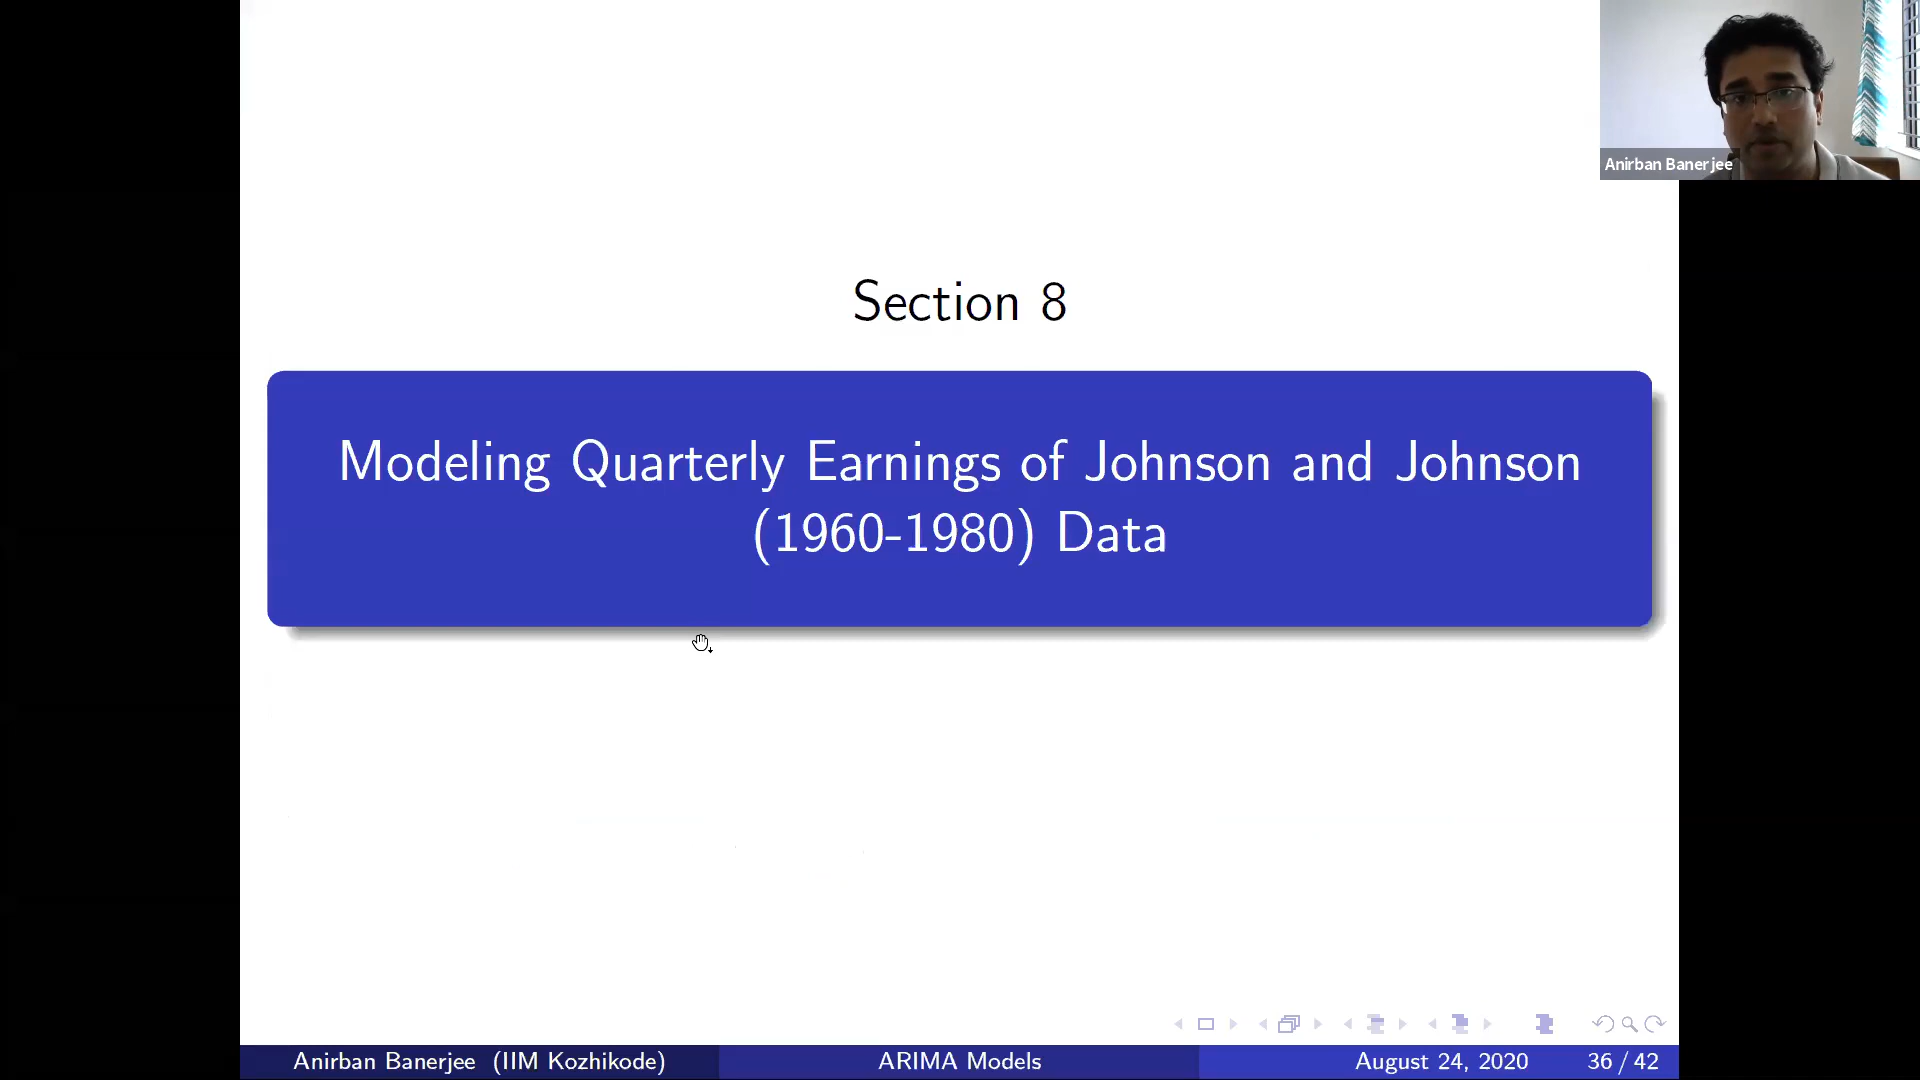 Anirban Banerjee
Section 8
Modeling Quarterly Earnings of Johnson and Johnson
(1960-1980) Data
Anirban Banerjee (IIM Kozhikode) ARIMA Models August 24, 2020 36 / 42